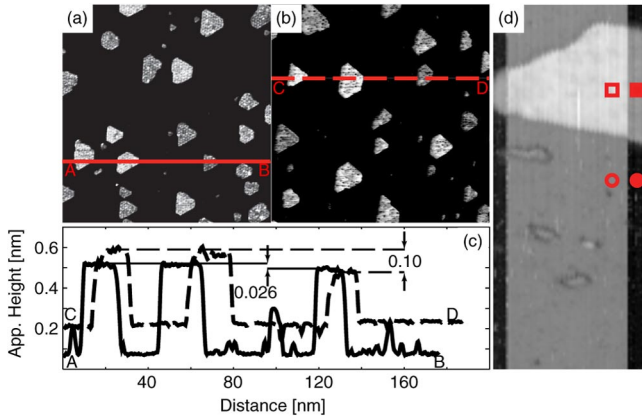 (a)
(b)
(d)
C D
A B
(c)
App. Height [nm]
0.6
0.4
0.2
C D
A B
0.10
0.026
0 40 80 120 160
Distance [nm]